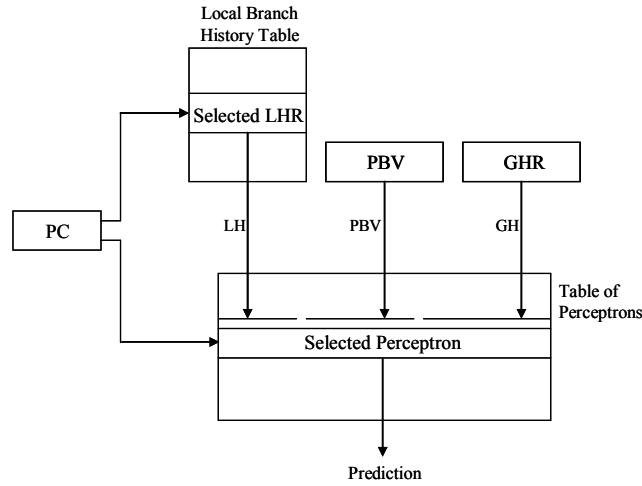 Local Branch
History Table
Selected LHR
PBV
GHR
PC
LH
PBV
GH
Table of
Perceptrons
Selected Perceptron
Prediction